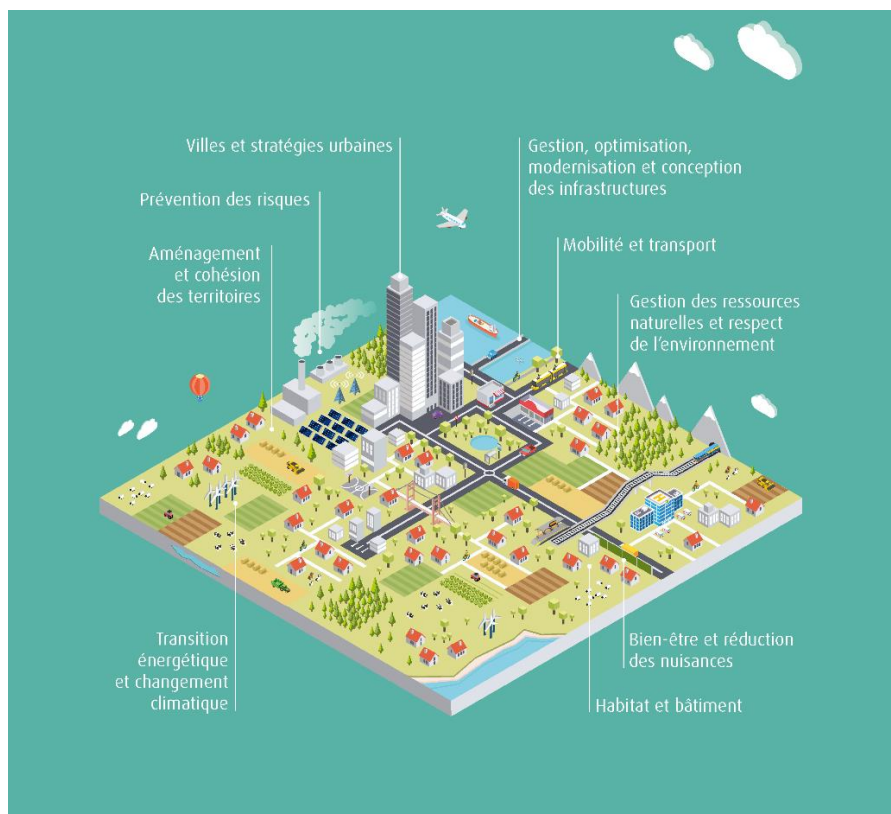 Villes et stratégies urbaines
Prévention des risques
Aménagement
et cohésion
des territoires
Gestion, optimisation,
modernisation et conception
des infrastructures
Mobilité et transport
Gestion des ressources
naturelles et respect
de l'environnement
Transition
énergétique
et changement
climatique
Bien-être et réduction
des nuisances
Habitat et bâtiment